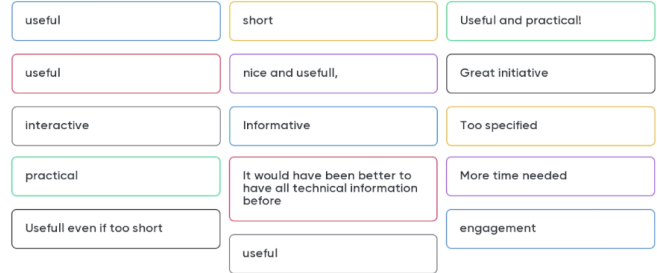 useful
useful
interactive
practical
Usefull even if too short
short
nice and usefull,
Informative
It would have been better to
have all technical information
before
useful
Useful and practical!
Great initiative
Too specified
More time needed
engagement